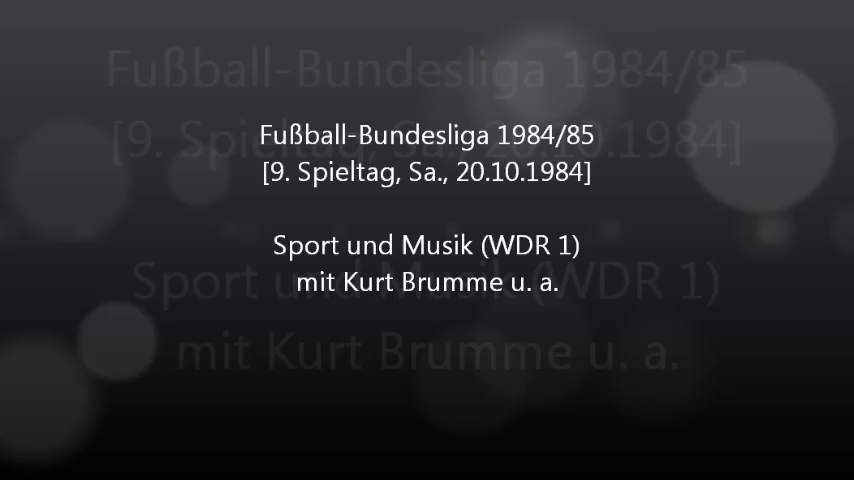 Fußball-Bundesliga 1984/85
[9. Spieltag, Sa., 20.10.1984]
Sport und Musik (WDR 1)
mit Kurt Brumme u. a.